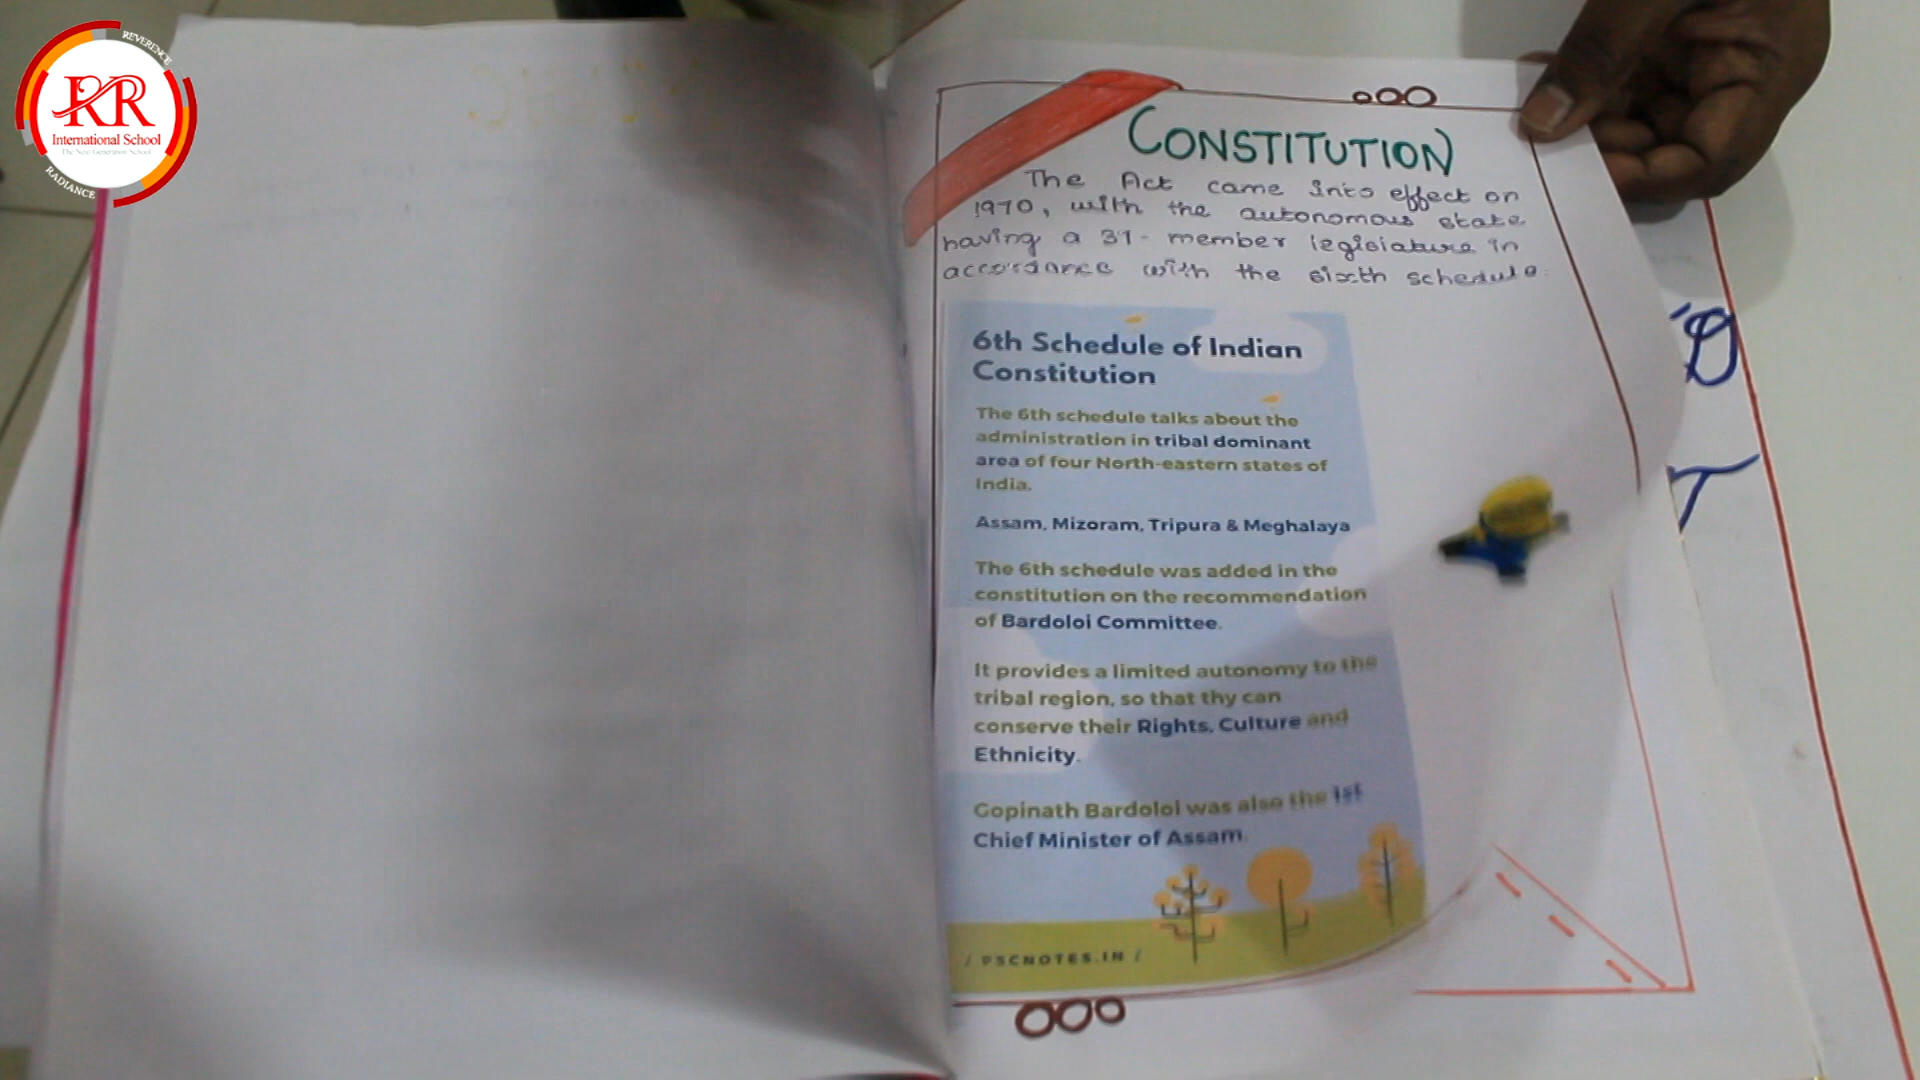 REVERENCE
RR
International School
The Next Generation School
RADIANCE
CONSTITUTION
The Act came into effect on
1970, with the autonomous state
having a 37-member legislature in
accordance with the sixth schedule.
6th Schedule of Indian
Constitution
The 6th schedule talks about the
administration in tribal dominant
area of four North-eastern states of
India.
Assam, Mizoram, Tripura & Meghalaya
The 6th schedule was added in the
constitution on the recommendation
of Bardoloi Committee.
It provides a limited autonomy to the
tribal region, so that thy can
conserve their Rights, Culture and
Ethnicity.
Gopinath Bardoloi was also the 1st
Chief Minister of Assam.
/ PSCNOTES.IN /